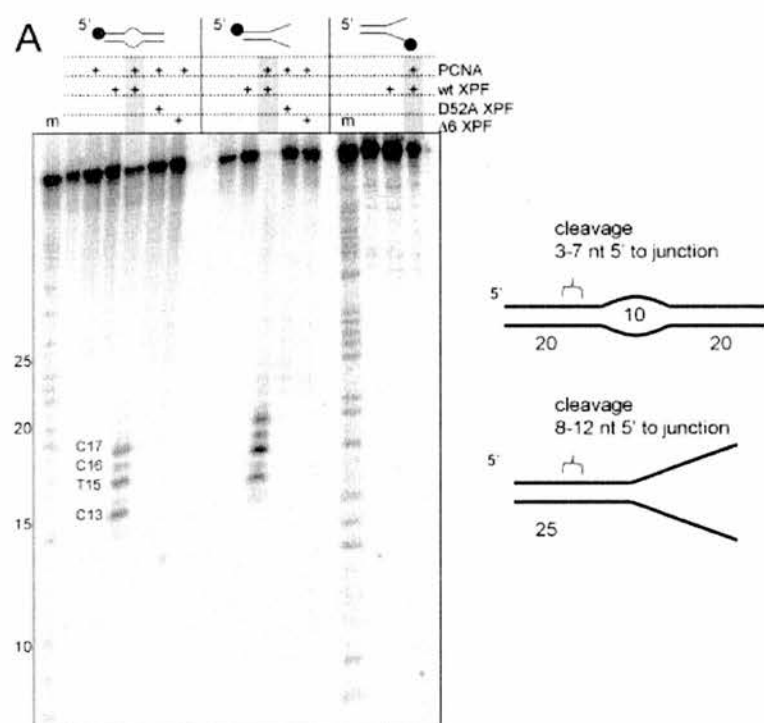 A
5'
5'
5'
+ + + + + + + + PCNA
+ + + + + + wt XPF
+ + D52A XPF
m + + m Δ6 XPF
cleavage
3-7 nt 5' to junction
5'
10
20 20
25
20
C17
C16
T15
C13
15
10
cleavage
8-12 nt 5' to junction
5'
25